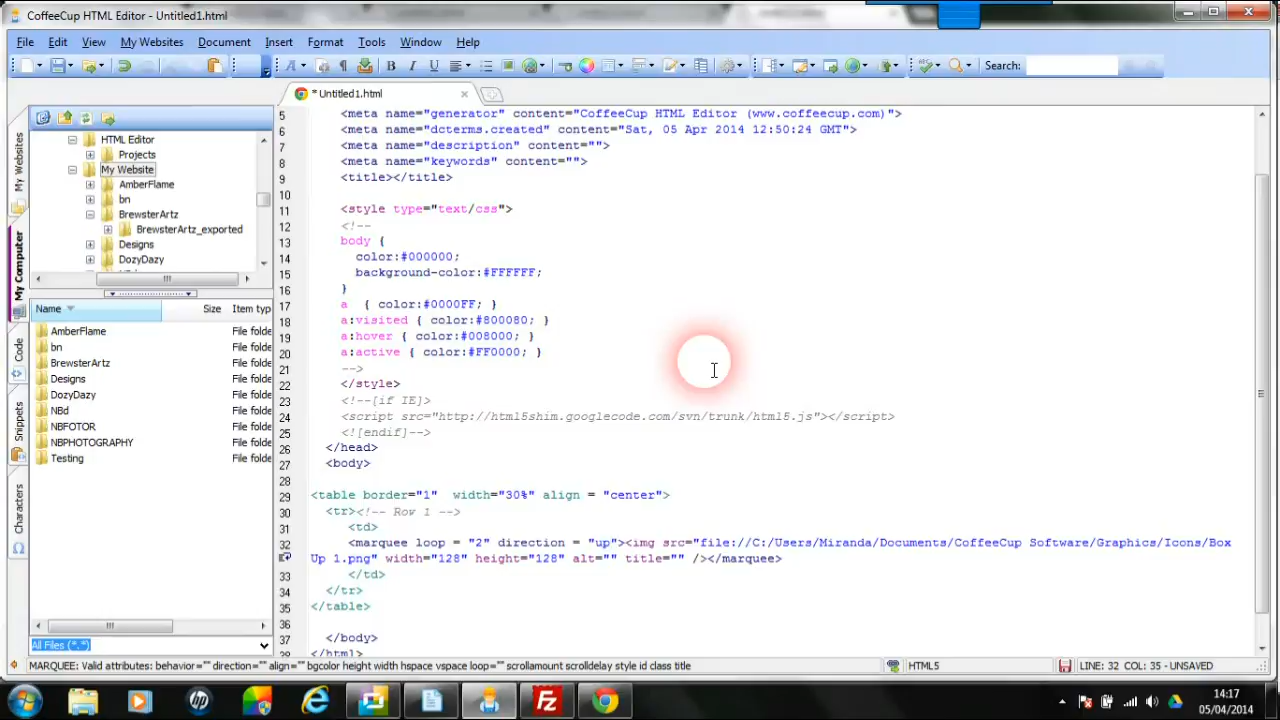 CoffeeCup HTML Editor - Untitled1.html
File Edit View My Websites Document Insert Format Tools Window Help
Search:
* Untitled1.html
My Websites
My Computer
Code
Snippets
Characters
HTML Editor
Projects
My Website
AmberFlame
bn
BrewsterArtz
BrewsterArtz_exported
Designs
DozyDazy
Name Size Item type
AmberFlame File folde
bn File folde
BrewsterArtz File folde
Designs File folde
DozyDazy File folde
NBd File folde
NBFOTOR File folde
NBPHOTOGRAPHY File folde
Testing File folde
All Files (*.*)
5 <meta name="generator" content="CoffeeCup HTML Editor (www.coffeecup.com)">
6 <meta name="dcterms.created" content="Sat, 05 Apr 2014 12:50:24 GMT">
7 <meta name="description" content="">
8 <meta name="keywords" content="">
9 <title></title>
10
11 <style type="text/css">
12 <!--
13 body {
14 color:#000000;
15 background-color:#FFFFFF;
16 }
17 a { color:#0000FF; }
18 a:visited { color:#800080; }
19 a:hover { color:#008000; }
20 a:active { color:#FF0000; }
21 -->
22 </style>
23 <!--[if IE]>
24 <script src="http://html5shim.googlecode.com/svn/trunk/html5.js"></script>
25 <![endif]-->
26 </head>
27 <body>
28
29 <table border="1" width="30%" align = "center">
30 <tr><!-- Row 1 -->
31 <td>
32 <marquee loop = "2" direction = "up"><img src="file://C:/Users/Miranda/Documents/CoffeeCup Software/Graphics/Icons/Box
Up 1.png" width="128" height="128" alt="" title="" /></marquee>
33 </td>
34 </tr>
35 </table>
36
37 </body>
38 </html>
MARQUEE: Valid attributes: behavior="" direction="" align="" bgcolor height width hspace vspace loop="" scrollamount scrolldelay style id class title
HTML5
LINE: 32 COL: 35 - UNSAVED
14:17
05/04/2014